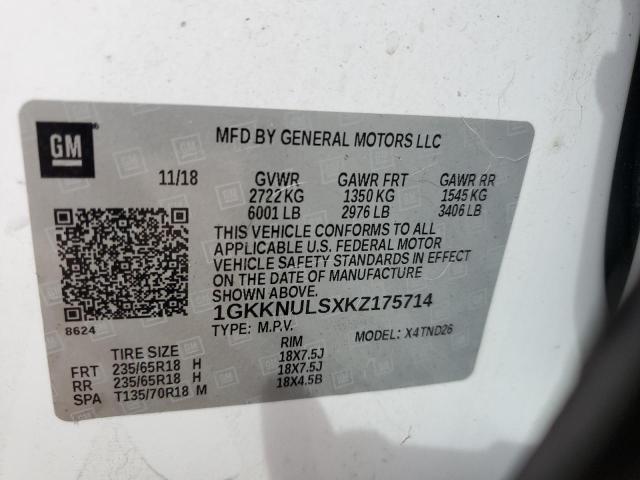 GM
MFD BY GENERAL MOTORS LLC
11/18 GVWR GAWR FRT GAWR RR
2722 KG 1350 KG 1545 KG
6001 LB 2976 LB 3406 LB
THIS VEHICLE CONFORMS TO ALL
APPLICABLE U.S. FEDERAL MOTOR
VEHICLE SAFETY STANDARDS IN EFFECT
ON THE DATE OF MANUFACTURE
SHOWN ABOVE.
8624
1GKKNULSXKZ175714
TYPE: M.P.V. MODEL: X4TND26
TIRE SIZE RIM
FRT 235/65R18 H 18X7.5J
RR 235/65R18 H 18X7.5J
SPA T135/70R18 M 18X4.5B